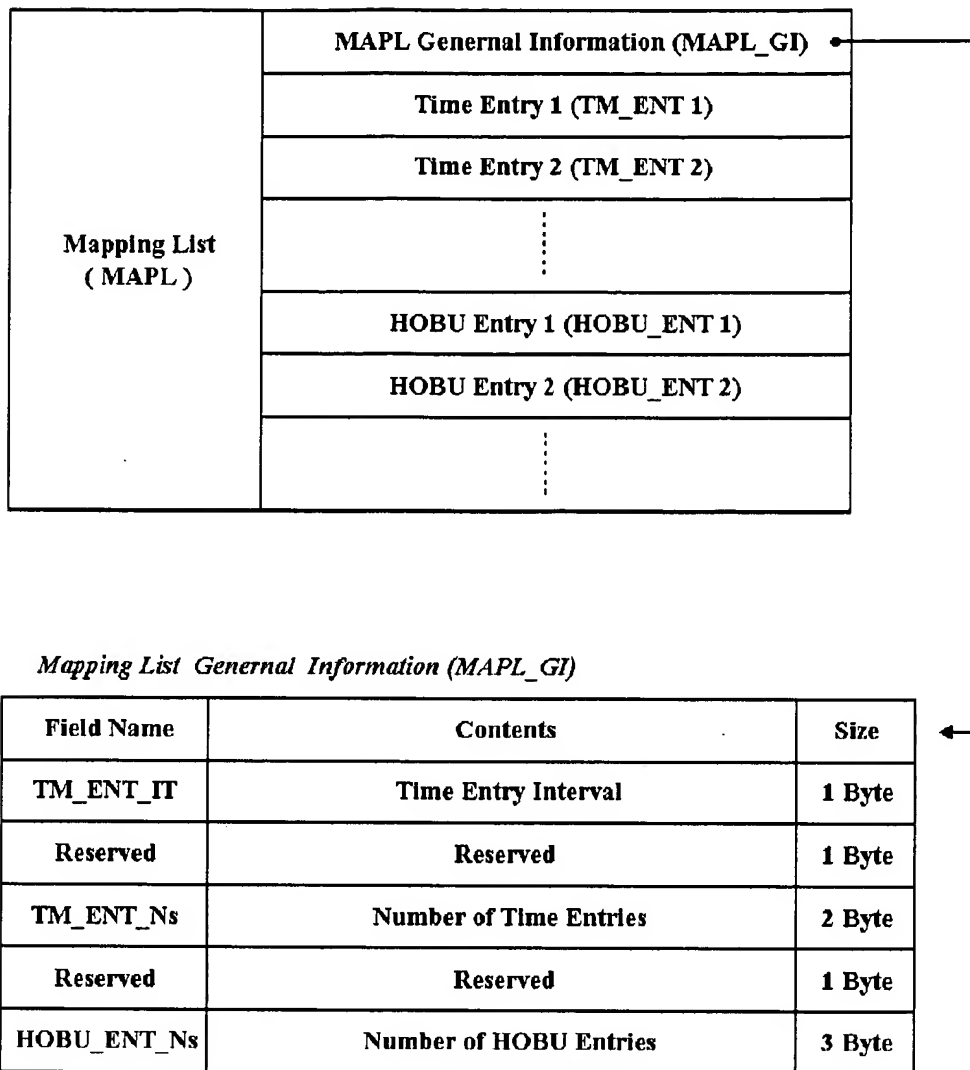 MAPL Genernal Information (MAPL_GI)
Time Entry 1 (TM_ENT 1)
Time Entry 2 (TM_ENT 2)
Mapping List
( MAPL )
HOBU Entry 1 (HOBU_ENT 1)
HOBU Entry 2 (HOBU_ENT 2)
Mapping List Genernal Information (MAPL_GI)
Field Name Contents Size
TM_ENT_IT Time Entry Interval 1 Byte
Reserved Reserved 1 Byte
TM_ENT_Ns Number of Time Entries 2 Byte
Reserved Reserved 1 Byte
HOBU_ENT_Ns Number of HOBU Entries 3 Byte